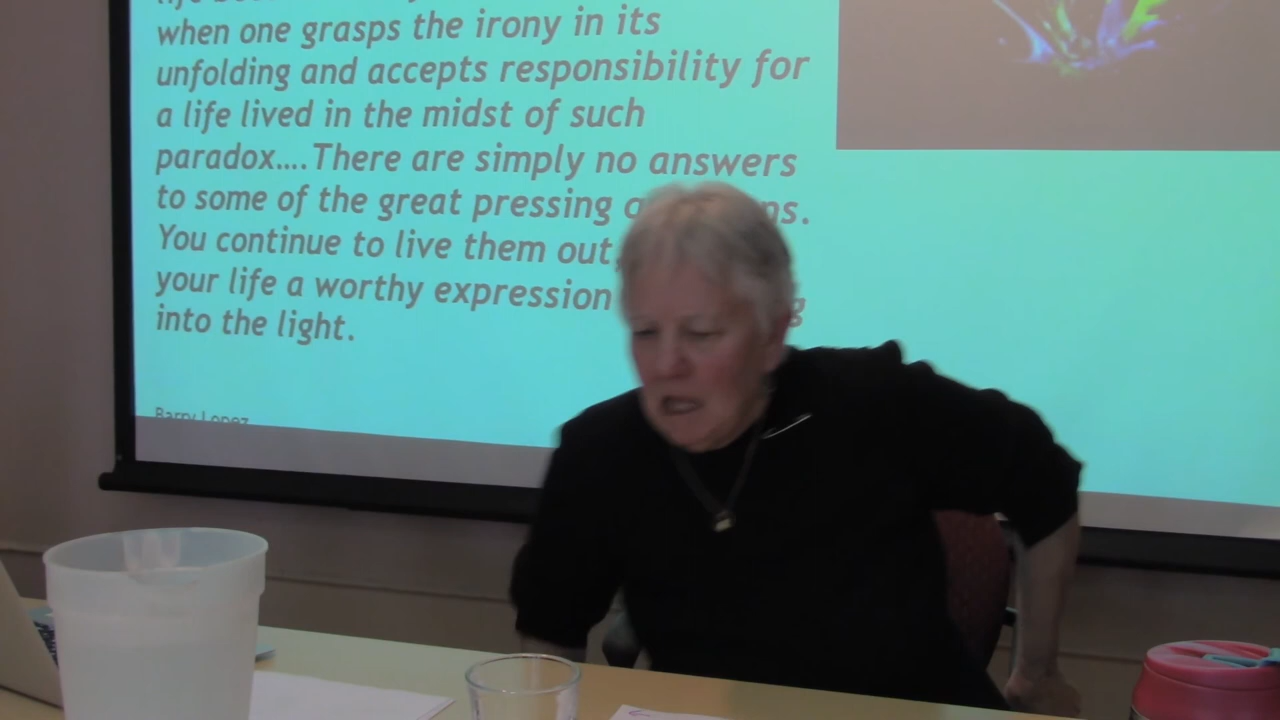 when one grasps the irony in its
unfolding and accepts responsibility for
a life lived in the midst of such
paradox.... There are simply no answers
to some of the great pressing
You continue to live them out,
your life a worthy expression
into the light.
Barry Lopez